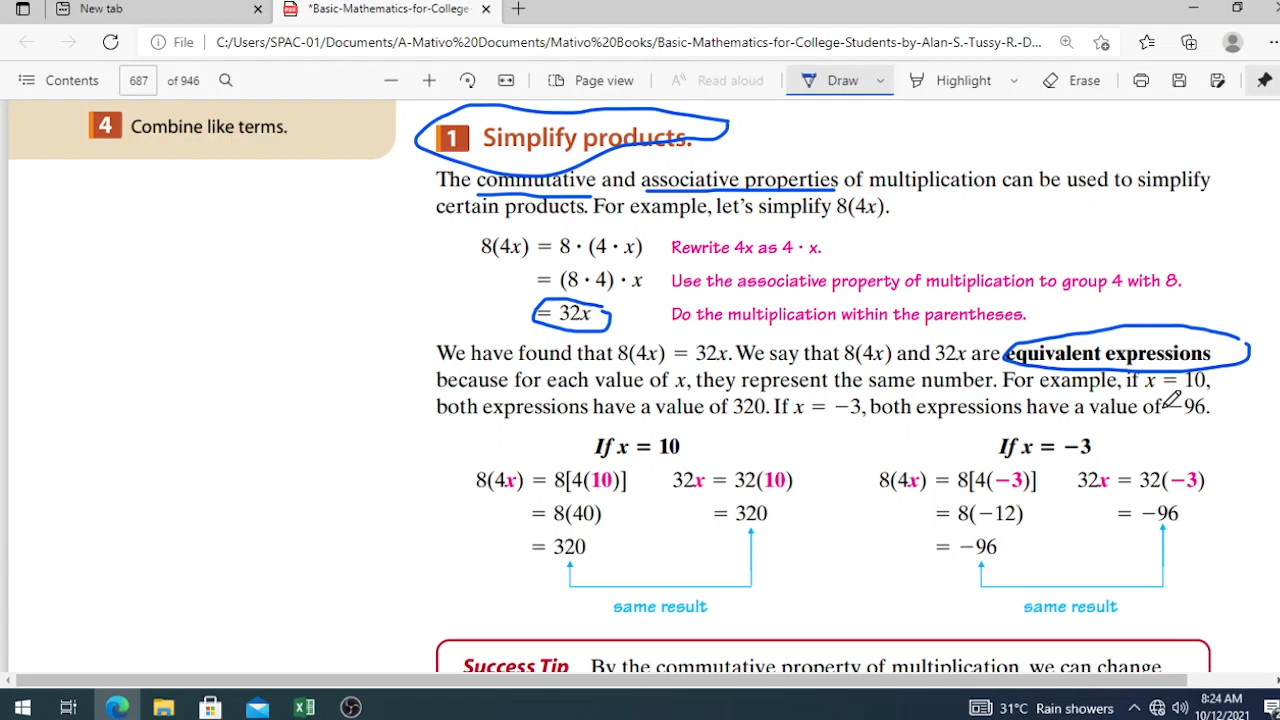 New tab
*Basic-Mathematics-for-College-
File
C:/Users/SPAC-01/Documents/A-Mativo%20Documents/Mativo%20Books/Basic-Mathematics-for-College-Students-by-Alan-S.-Tussy-R.-D...
Contents 687 of 946 Page view Read aloud Draw Highlight Erase
4 Combine like terms.
1 Simplify products.
The commutative and associative properties of multiplication can be used to simplify
certain products. For example, let's simplify 8(4x).
8(4x) = 8 · (4 · x) Rewrite 4x as 4 · x.
= (8 · 4) · x Use the associative property of multiplication to group 4 with 8.
= 32x Do the multiplication within the parentheses.
We have found that 8(4x) = 32x. We say that 8(4x) and 32x are equivalent expressions
because for each value of x, they represent the same number. For example, if x = 10,
both expressions have a value of 320. If x = −3, both expressions have a value of 96.
If x = 10 If x = −3
8(4x) = 8[4(10)] 32x = 32(10) 8(4x) = 8[4(−3)] 32x = 32(−3)
= 8(40) = 320 = 8(−12) = −96
= 320 = −96
same result same result
Success Tip By the commutative property of multiplication, we can change
31°C Rain showers
8:24 AM
10/12/2021